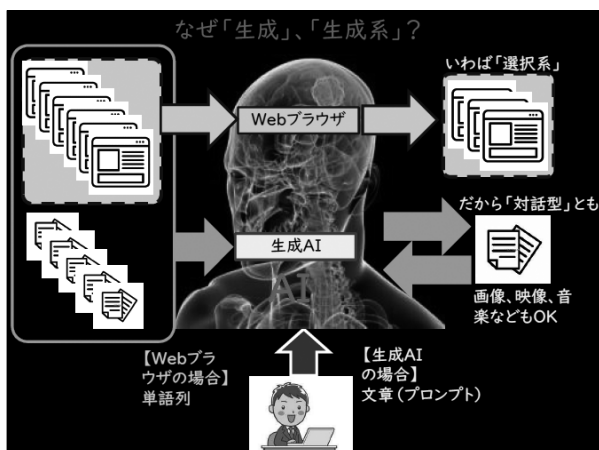 なぜ「生成」、「生成系」?
いわば「選択系」
Webブラウザ
だから「対話型」とも
生成AI
AI
画像、映像、音
楽などもOK
【Webブラ
ウザの場合】
単語列
【生成AI
の場合】
文章(プロンプト)